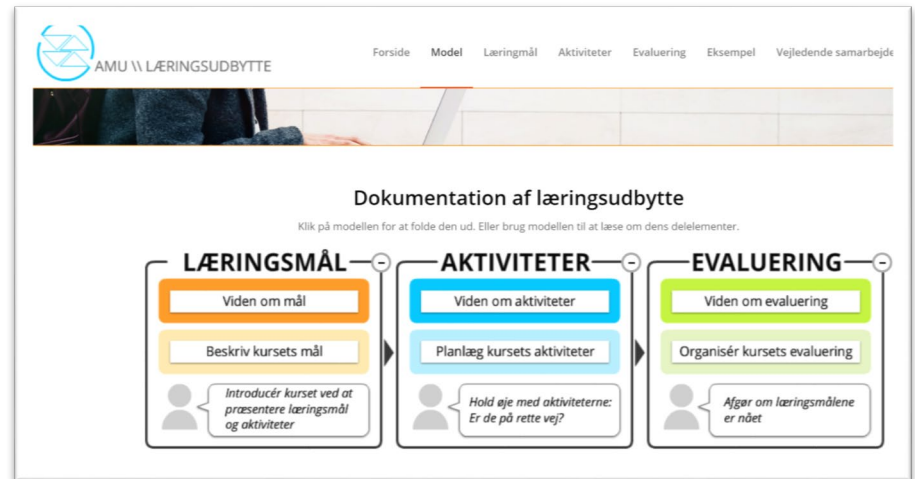 AMU \\ LÆRINGSUDBYTTE
Forside Model Læringmål Aktiviteter Evaluering Eksempel Vejledende samarbejde
Dokumentation af læringsudbytte
Klik på modellen for at folde den ud. Eller brug modellen til at læse om dens delelementer.
LÆRINGSMÅL
Viden om mål
Beskriv kursets mål
Introducér kurset ved at
præsentere læringsmål
og aktiviteter
AKTIVITETER
Viden om aktiviteter
Planlæg kursets aktiviteter
Hold øje med aktiviteterne:
Er de på rette vej?
EVALUERING
Viden om evaluering
Organisér kursets evaluering
Afgør om læringsmålene
er nået